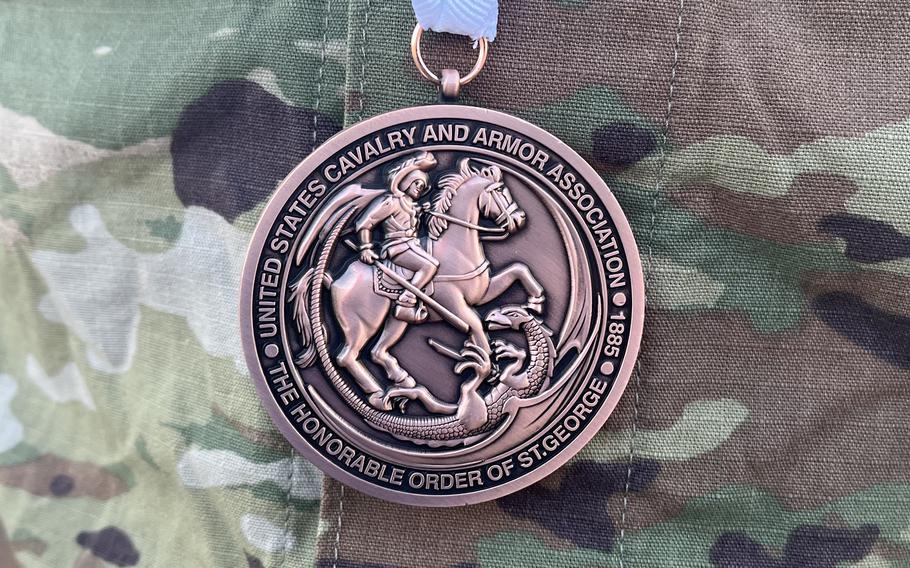 UNITED STATES CAVALRY AND ARMOR ASSOCIATION • 1885 •
THE HONORABLE ORDER OF ST.GEORGE •